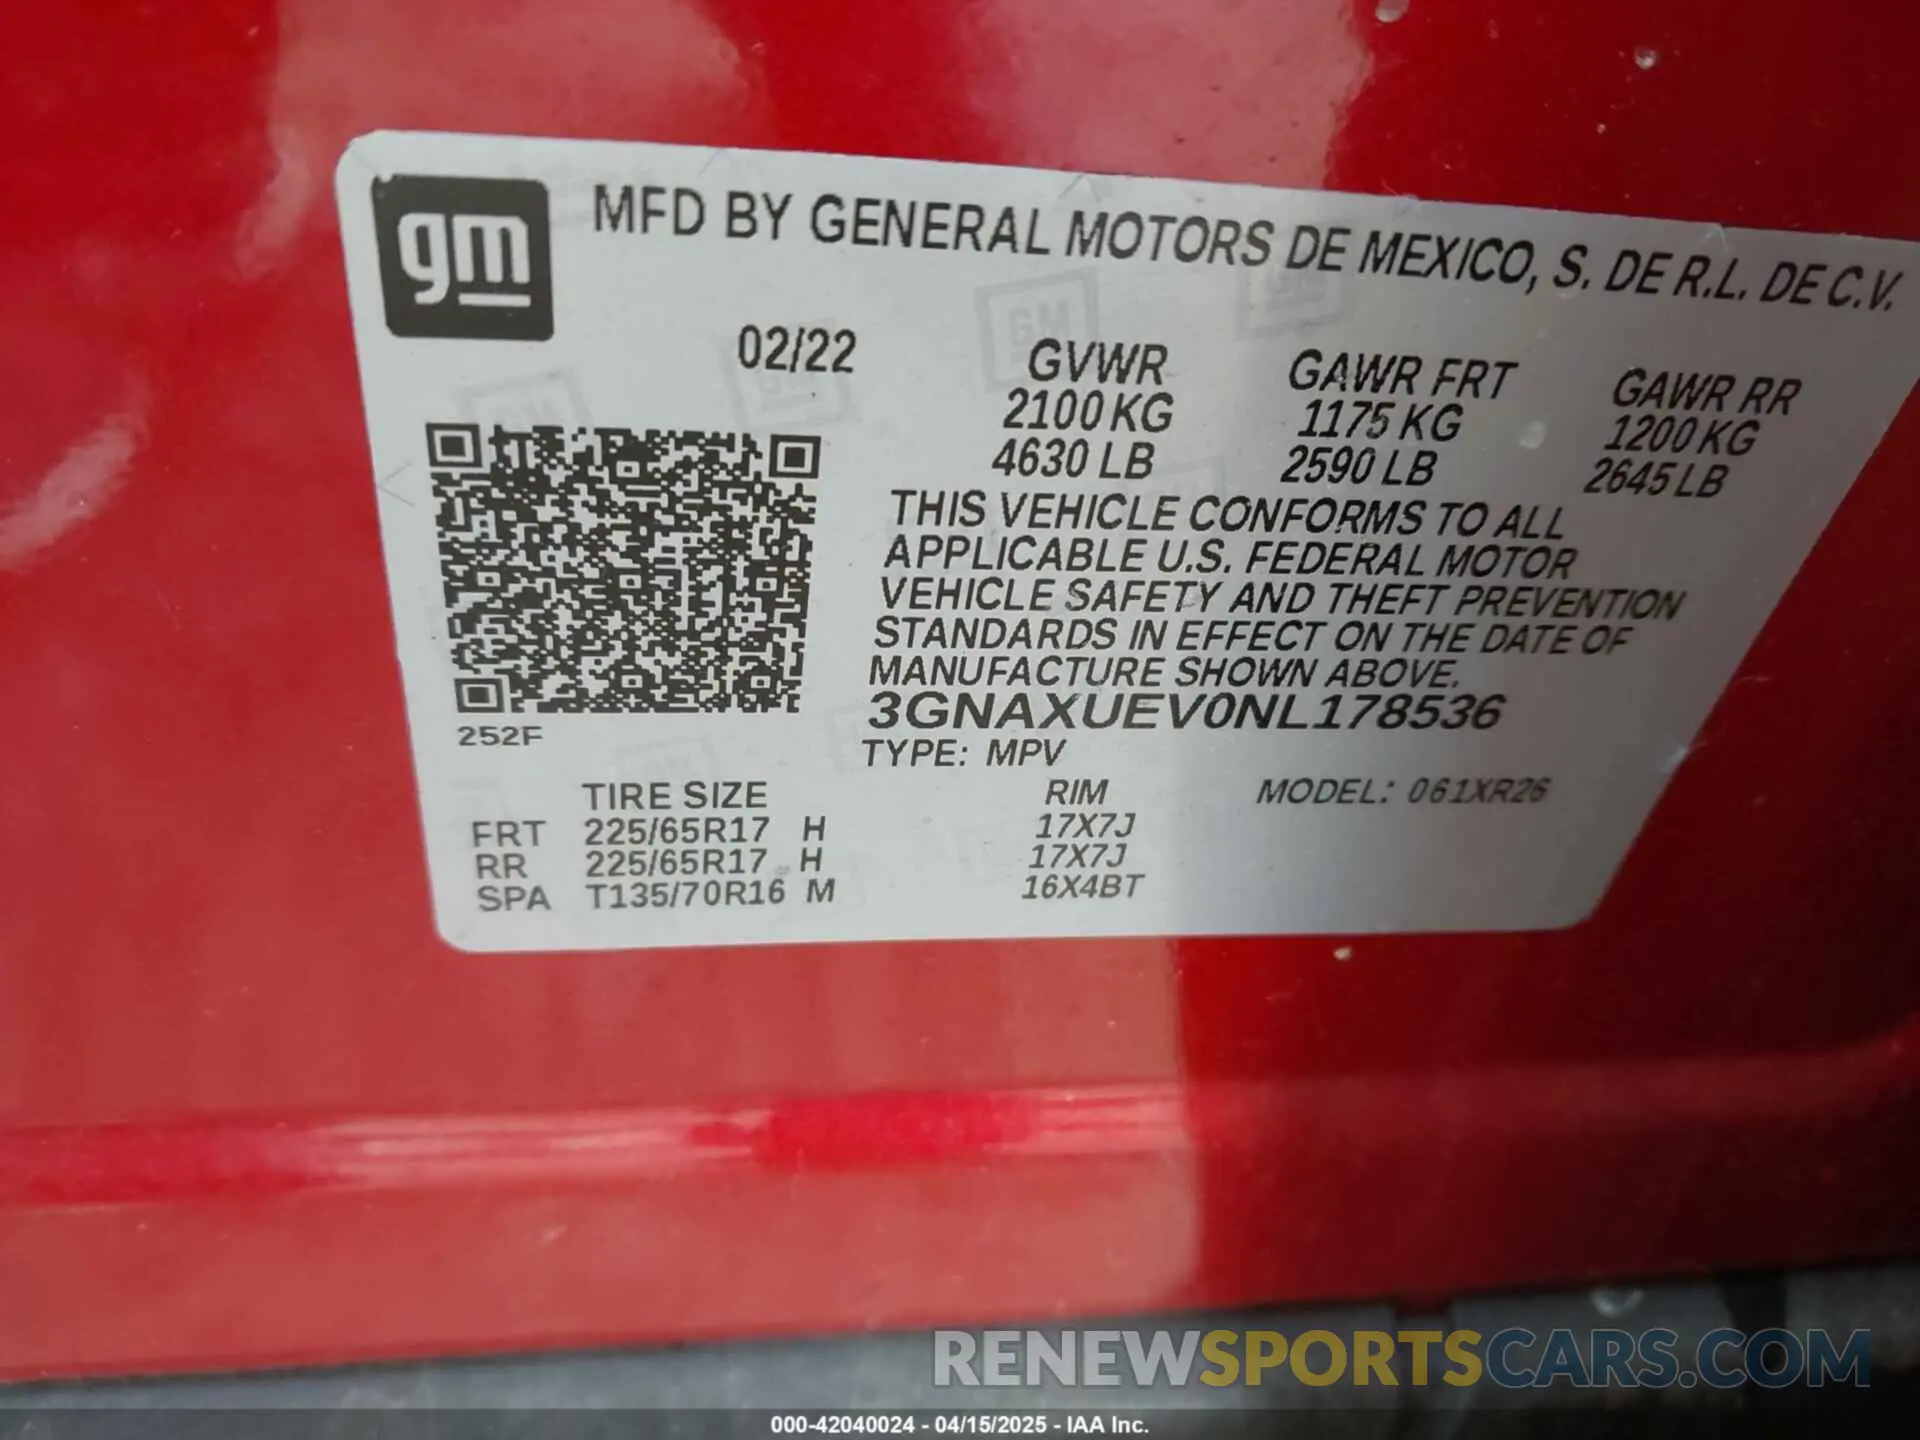 gm MFD BY GENERAL MOTORS DE MEXICO, S. DE R.L. DE C.V.
02/22 GVWR GAWR FRT GAWR RR
2100 KG 1175 KG 1200 KG
4630 LB 2590 LB 2645 LB
THIS VEHICLE CONFORMS TO ALL
APPLICABLE U.S. FEDERAL MOTOR
VEHICLE SAFETY AND THEFT PREVENTION
STANDARDS IN EFFECT ON THE DATE OF
MANUFACTURE SHOWN ABOVE.
3GNAXUEV0NL178536
252F
TYPE: MPV
TIRE SIZE RIM MODEL: 061XR26
FRT 225/65R17 H 17X7J
RR 225/65R17 H 17X7J
SPA T135/70R16 M 16X4BT
RENEWSPORTSCARS.COM
000-42040024 - 04/15/2025 - IAA Inc.